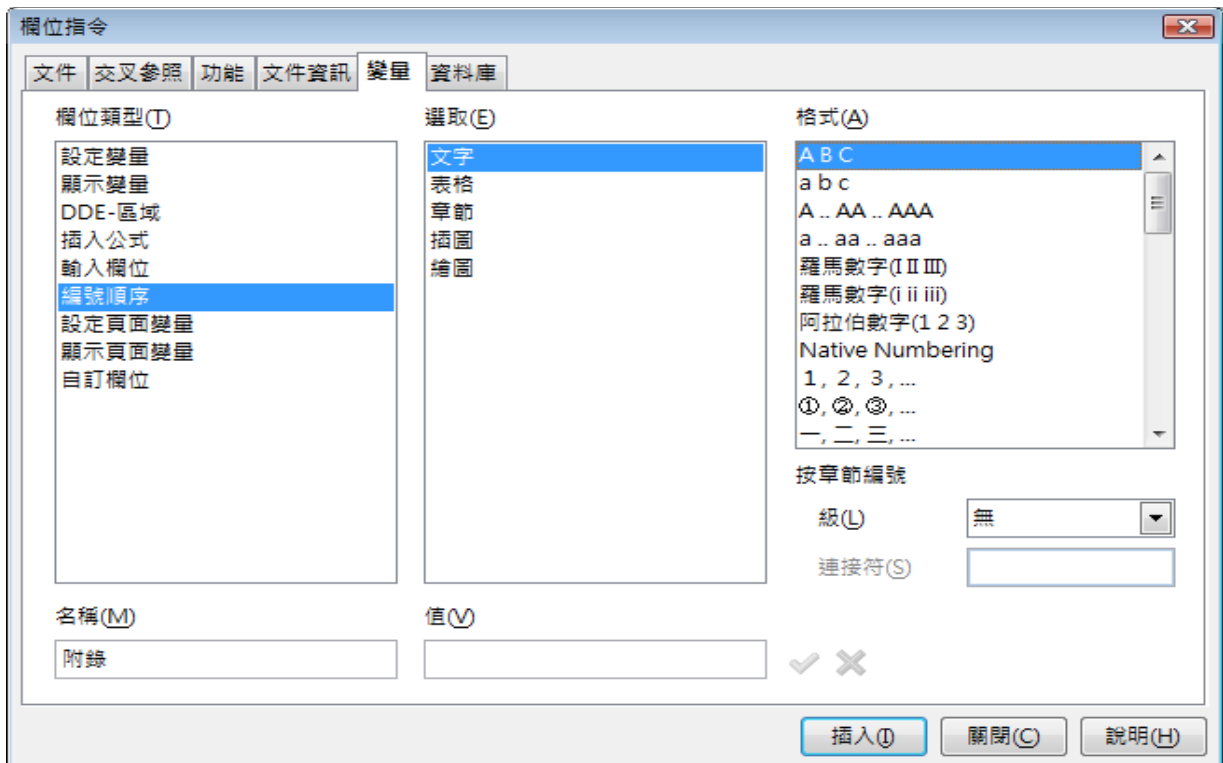 欄位指令
文件 交叉參照 功能 文件資訊 變量 資料庫
欄位類型(T)
設定變量
顯示變量
DDE-區域
插入公式
輸入欄位
編號順序
設定頁面變量
顯示頁面變量
自訂欄位
選取(E)
文字
表格
章節
插圖
繪圖
格式(A)
A B C
a b c
A .. AA .. AAA
a .. aa .. aaa
羅馬數字(I II III)
羅馬數字(i ii iii)
阿拉伯數字(1 2 3)
Native Numbering
1, 2, 3, ...
①, ②, ③, ...
一, 二, 三, ...
按章節編號
級(L) 無
連接符(S)
名稱(M)
附錄
值(V)
插入(I) 關閉(C) 說明(H)